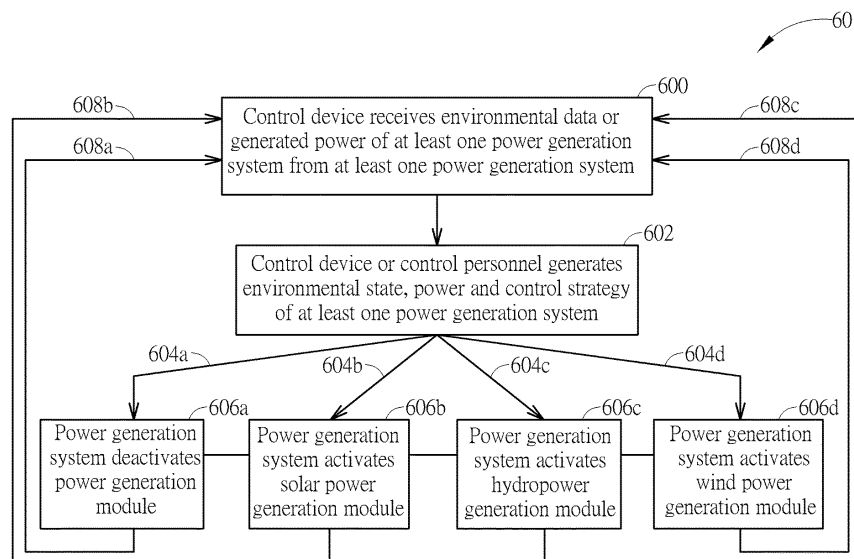 60
600
608b
608c
Control device receives environmental data or
generated power of at least one power generation
system from at least one power generation system
608a
608d
602
Control device or control personnel generates
environmental state, power and control strategy
of at least one power generation system
604a
604b
604c
604d
606a
606b
606c
606d
Power generation
system deactivates
power generation
module
Power generation
system activates
solar power
generation module
Power generation
system activates
hydropower
generation module
Power generation
system activates
wind power
generation module